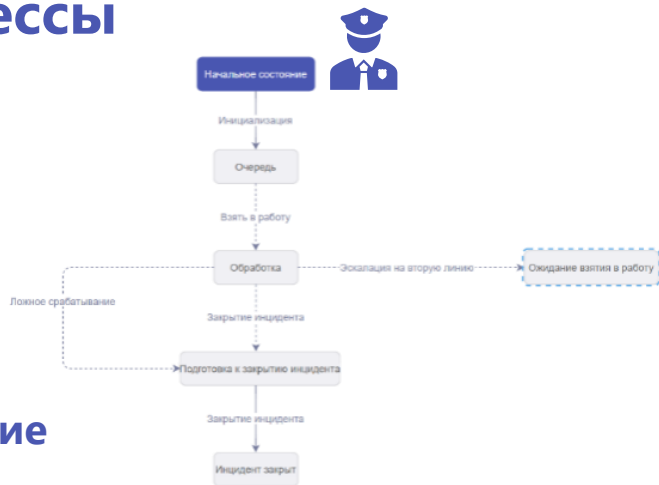 ессы
Начальное состояние
Инициализация
Очередь
Взять в работу
Обработка
Эскалация на вторую линию
Ожидание взятия в работу
Ложное срабатывание
Закрытие инцидента
Подготовка к закрытию инцидента
Закрытие инцидента
ие
Инцидент закрыт